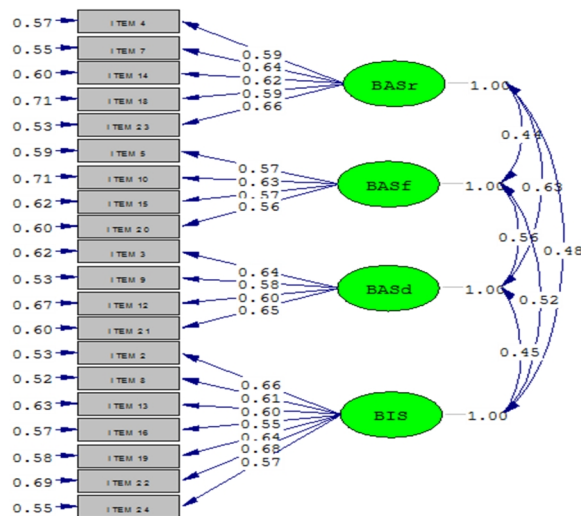 0.57 ITEM 4
0.59
0.55 ITEM 7
0.64
0.60 ITEM 14
0.62 BASr 1.00
0.71 ITEM 18
0.59
0.53 ITEM 23
0.66
0.44
0.59 ITEM 5
0.57
0.71 ITEM 10
0.63 BASf 1.00 0.63
0.62 ITEM 15
0.57
0.60 ITEM 20
0.56
0.56 0.48
0.62 ITEM 3
0.64
0.53 ITEM 9
0.58 BASd 1.00
0.67 ITEM 12
0.60 0.52
0.60 ITEM 21
0.65
0.53 ITEM 2
0.45
0.52 ITEM 8
0.66
0.63 ITEM 13
0.61
0.60 BIS 1.00
0.57 ITEM 16
0.55
0.58 ITEM 19
0.64
0.69 ITEM 22
0.68
0.55 ITEM 24
0.57